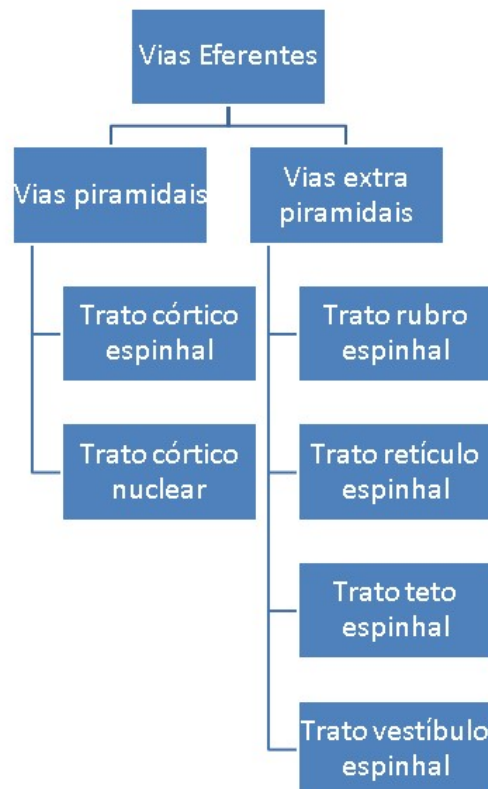 Vias Eferentes
Vias piramidais
Vias extra
piramidais
Trato córtico
espinhal
Trato córtico
nuclear
Trato rubro
espinhal
Trato retículo
espinhal
Trato teto
espinhal
Trato vestíbulo
espinhal